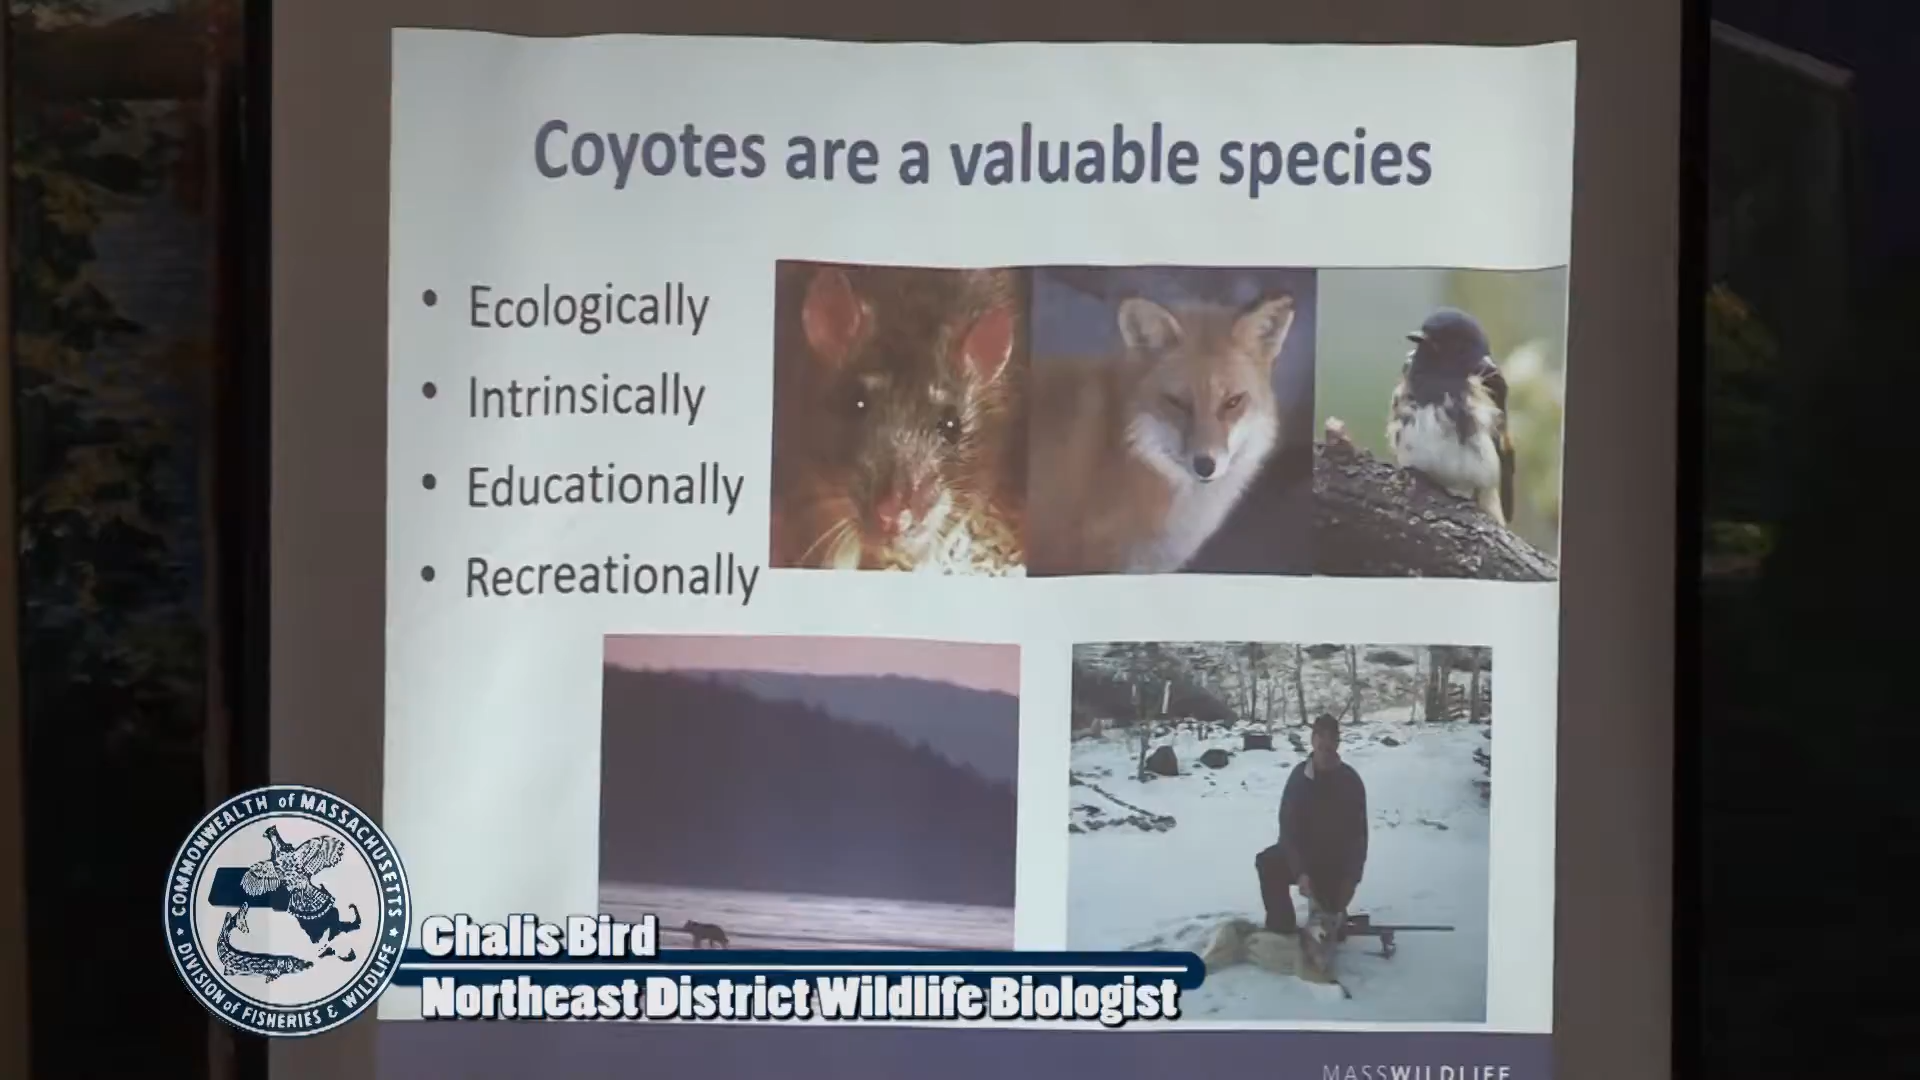 Coyotes are a valuable species
• Ecologically
• Intrinsically
• Educationally
• Recreationally
COMMONWEALTH of MASSACHUSETTS
DIVISION of FISHERIES & WILDLIFE
Chalis Bird
Northeast District Wildlife Biologist
MASSWILDLIFE